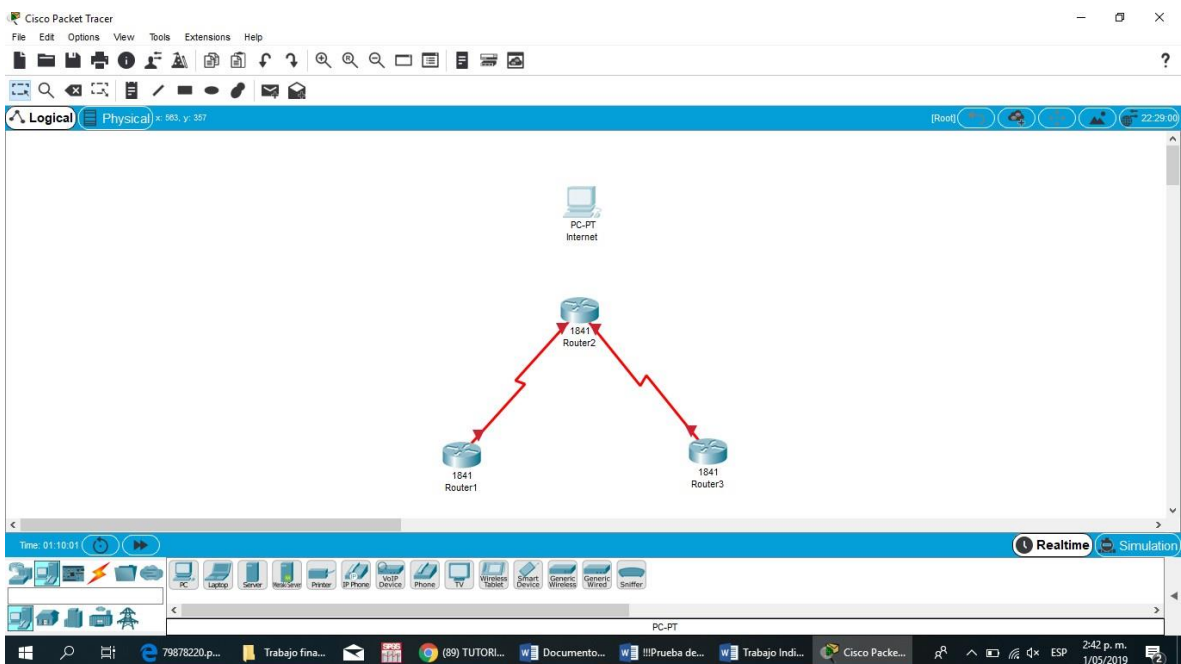 Cisco Packet Tracer
File Edit Options View Tools Extensions Help
?
Logical Physical x: 563, y: 357 [Root] 22:29:00
PC-PT
Internet
1841
Router2
1841
Router1
1841
Router3
Time: 01:10:01 Realtime Simulation
PC Laptop Server Printer IP Phone VoIP Device Phone TV Wireless Tablet Smart Device Generic Wireless Generic Wired Sniffer
PC-PT
79878220.p... Trabajo fina... (89) TUTORI... Documento... !!!Prueba de... Trabajo Indi... Cisco Packe... ESP 2:42 p. m.
1/05/2019 2